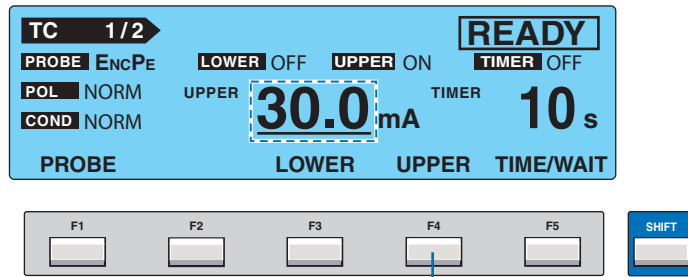 TC 1/2 READY
PROBE ENCPE LOWER OFF UPPER ON TIMER OFF
POL NORM UPPER 30.0 mA TIMER 10 s
COND NORM
PROBE LOWER UPPER TIME/WAIT
F1 F2 F3 F4 F5 SHIFT